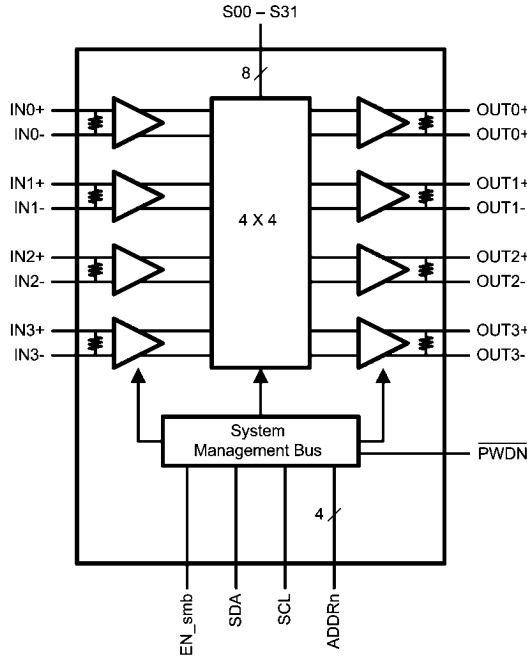 S00 – S31
8
IN0+
IN0-
OUT0+
OUT0+
IN1+
IN1-
OUT1+
OUT1-
4 X 4
IN2+
IN2-
OUT2+
OUT2-
IN3+
IN3-
OUT3+
OUT3-
System
Management Bus
PWDN
4
EN_smb
SDA
SCL
ADDRn